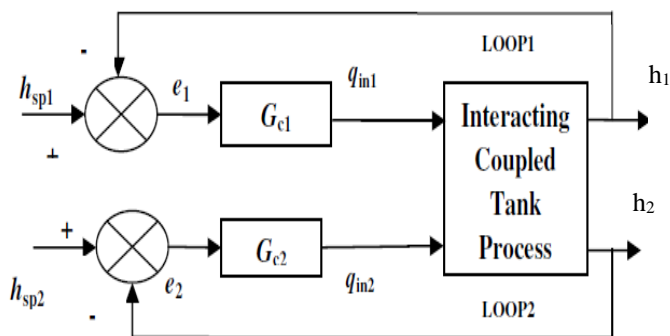 -
LOOP1
h1
hsp1
e1
qin1
+
Gc1
Interacting
Coupled
Tank
Process
h2
+
Gc2
hsp2
e2
qin2
-
LOOP2